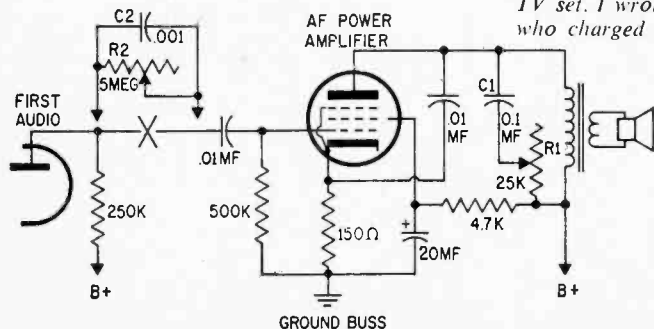 TV set. I
who charged
C2
.001
R2
5MEG
AF POWER
AMPLIFIER
FIRST
AUDIO
.01MF
.01
MF
C1
0.1
MF
R1
25K
250K
500K
150Ω
+
20MF
4.7K
B+
B+
GROUND BUSS